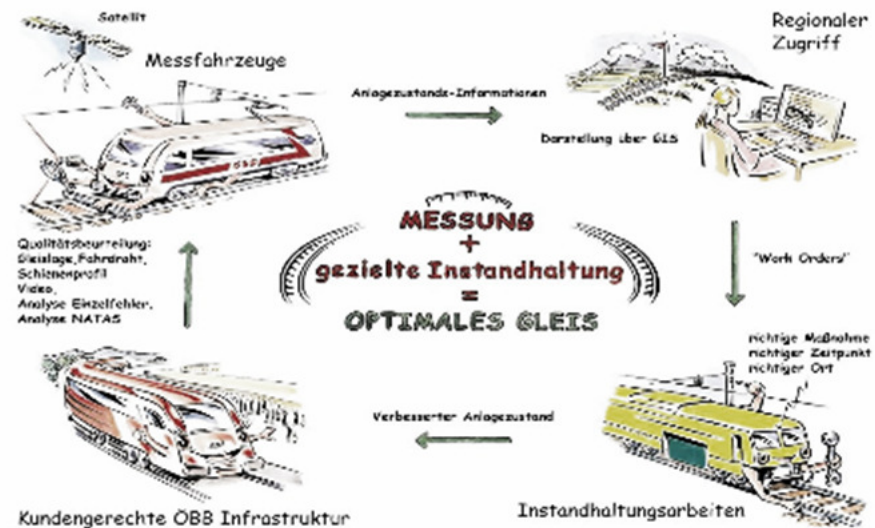 Satellit
Messfahrzeuge
Regionaler
Zugriff
Anlagezustands-Informationen
Darstellung über GIS
MESSUNG
+
gezielte Instandhaltung
=
OPTIMALES GLEIS
Qualitätsbeurteilung:
Gleislage, Fahrdraht,
Schienenprofil
Video,
Analyse Einzelfehler,
Analyse NATAS
"Work Orders"
richtige Maßnahme
richtiger Zeitpunkt
richtiger Ort
Verbesserter Anlagezustand
Kundengerechte ÖBB Infrastruktur
Instandhaltungsarbeiten